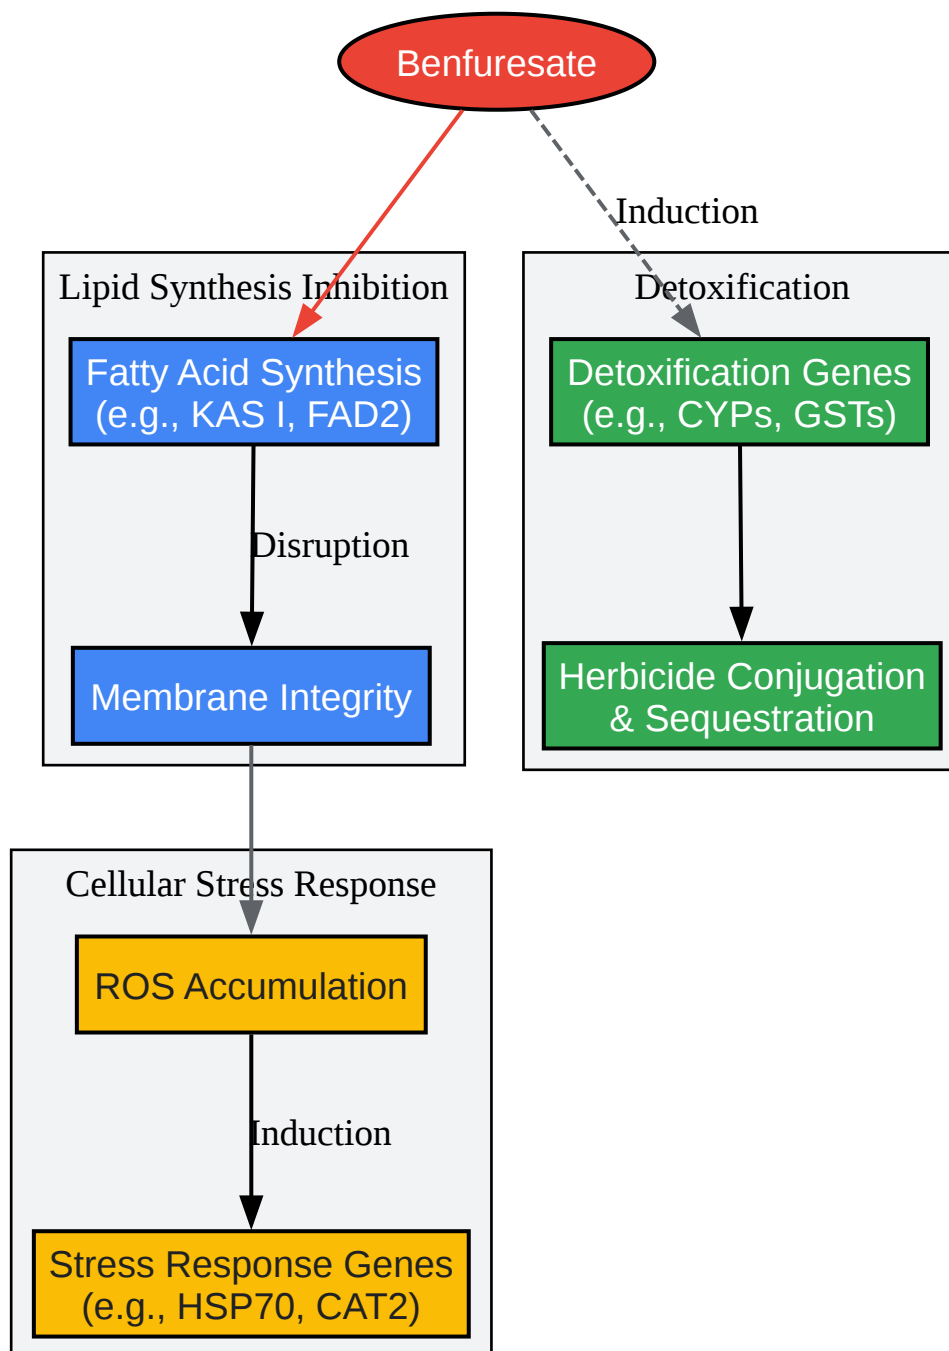 Benfuresate
Induction
Lipid Synthesis Inhibition
Detoxification
Fatty Acid Synthesis
(e.g., KAS I, FAD2)
Detoxification Genes
(e.g., CYPs, GSTs)
Disruption
Membrane Integrity
Herbicide Conjugation
& Sequestration
Cellular Stress Response
ROS Accumulation
Induction
Stress Response Genes
(e.g., HSP70, CAT2)